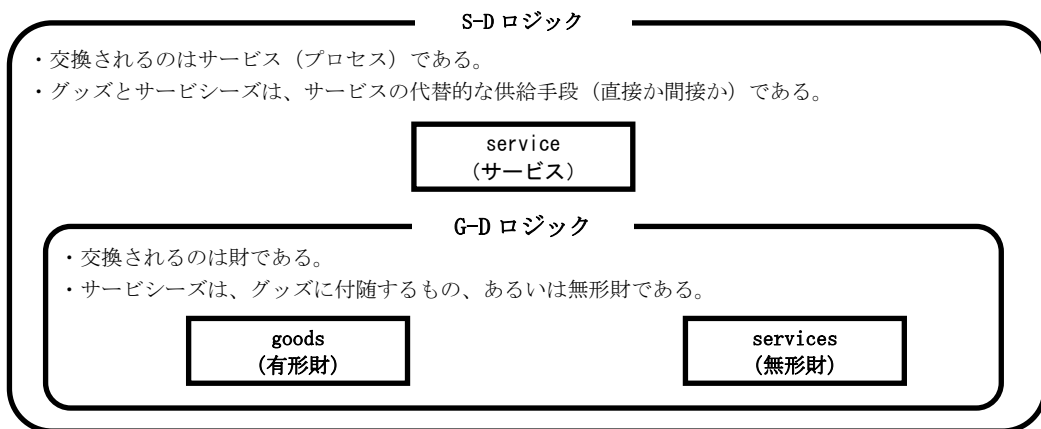 S-D ロジック
・交換されるのはサービス（プロセス）である。
・グッズとサービシーズは、サービスの代替的な供給手段（直接か間接か）である。
service
（サービス）
G-D ロジック
・交換されるのは財である。
・サービシーズは、グッズに付随するもの、あるいは無形財である。
goods
(有形財)
services
(無形財)